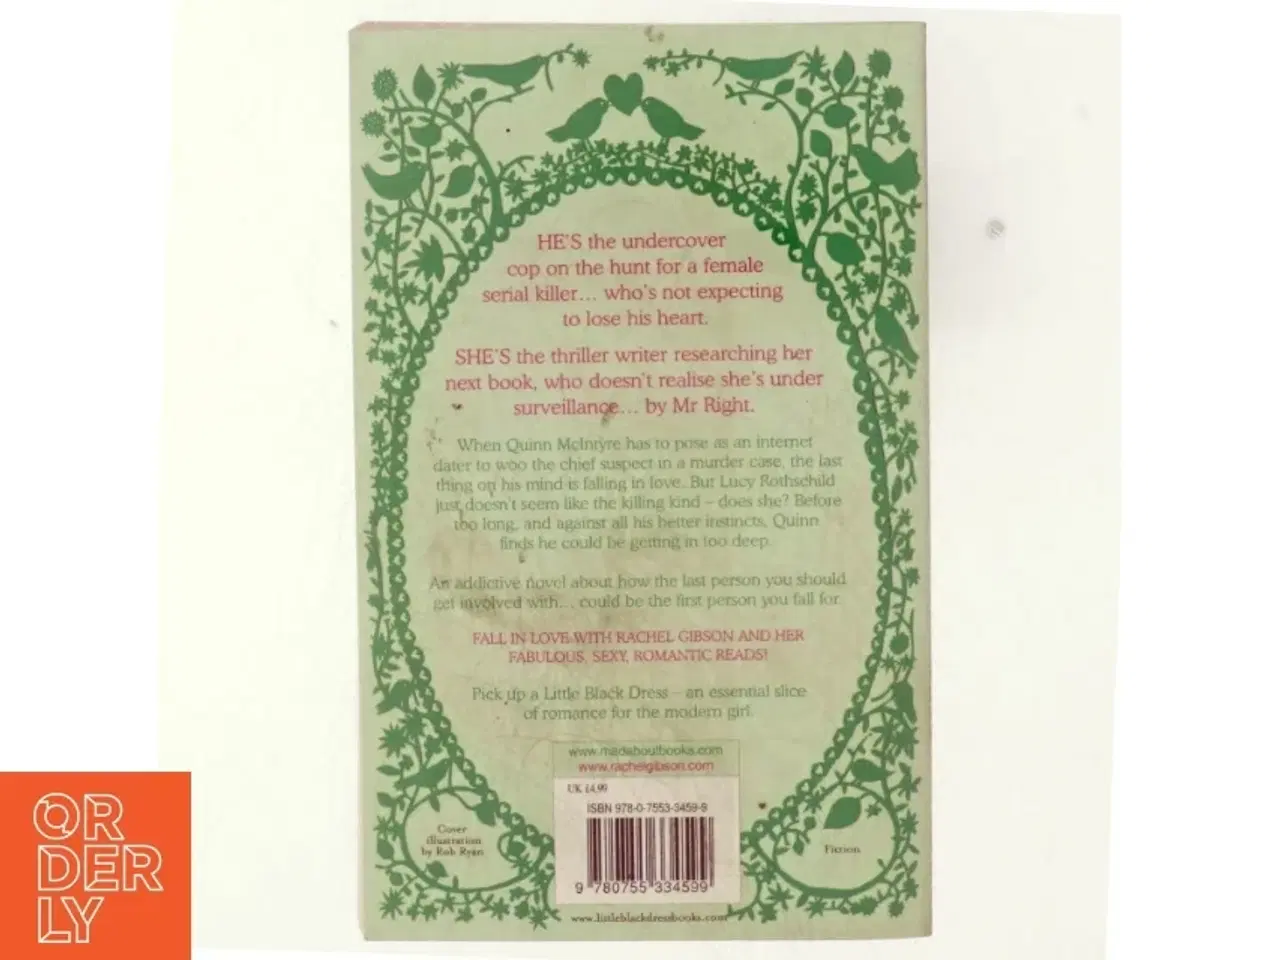 HE'S the undercover
cop on the hunt for a female
serial killer... who's not expecting
to lose his heart.
SHE'S the thriller writer researching her
next book, who doesn't realise she's under
surveillance... by Mr Right.
When Quinn McIntyre has to pose as an internet
dater to woo the chief suspect in a murder case, the last
thing on his mind is falling in love. But Lucy Rothschild
just doesn't seem like the killing kind – does she? Before
too long, and against all his better instincts, Quinn
finds he could be getting in too deep.
An addictive novel about how the last person you should
get involved with... could be the first person you fall for.
FALL IN LOVE WITH RACHEL GIBSON AND HER
FABULOUS, SEXY, ROMANTIC READS!
Pick up a Little Black Dress – an essential slice
of romance for the modern girl.
www.madaboutbooks.com
www.rachelgibson.com
UK £4.99
ISBN 978-0-7553-3459-9
9 780755 334599
Cover
illustration
by Rob Ryan
Fiction
www.littleblackdressbooks.com
OR
DER
LY